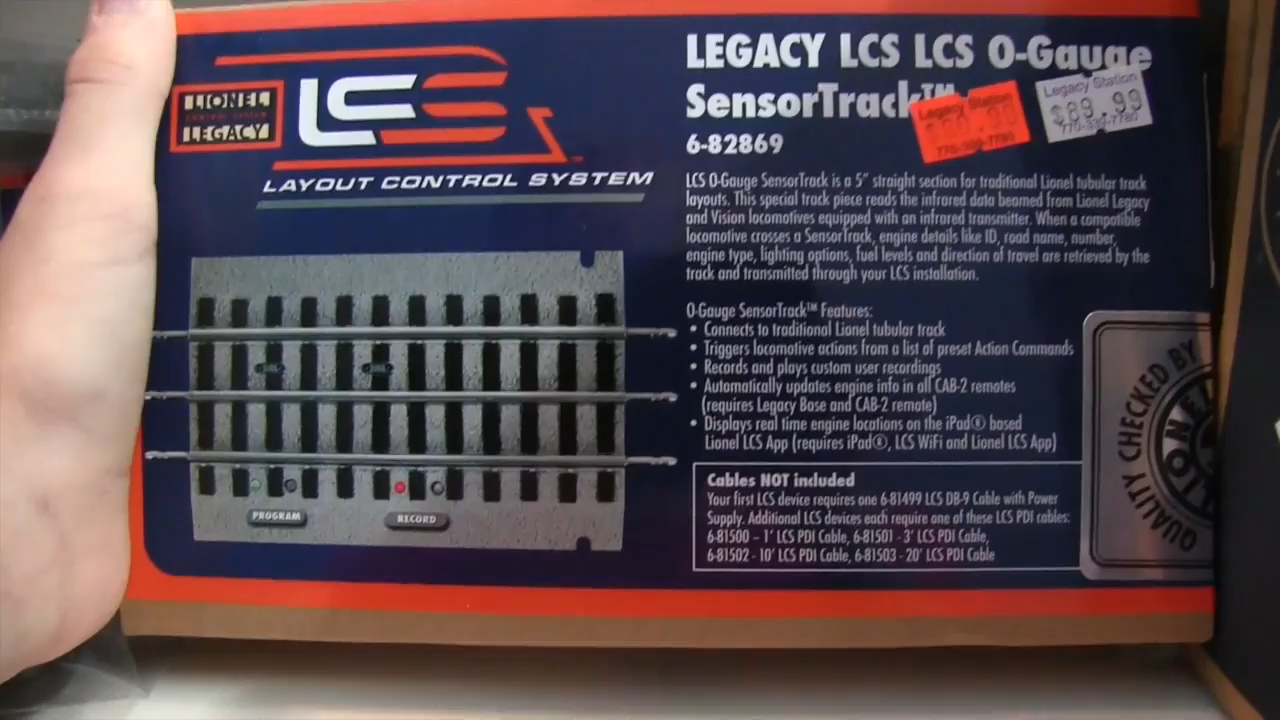 LIONEL
CONTROL SYSTEM
LEGACY
LCS
LAYOUT CONTROL SYSTEM
LEGACY LCS LCS O-Gauge
SensorTrack™
6-82869
Legacy Station
770-339-7780
Legacy Station
$89.99
770-339-7780
LCS O-Gauge SensorTrack is a 5" straight section for traditional Lionel tubular track
layouts. This special track piece reads the infrared data beamed from Lionel Legacy
and Vision locomotives equipped with an infrared transmitter. When a compatible
locomotive crosses a SensorTrack, engine details like ID, road name, number,
engine type, lighting options, fuel levels and direction of travel are retrieved by the
track and transmitted through your LCS installation.
O-Gauge SensorTrack™ Features:
• Connects to traditional Lionel tubular track
• Triggers locomotive actions from a list of preset Action Commands
• Records and plays custom user recordings
• Automatically updates engine info in all CAB-2 remotes
(requires Legacy Base and CAB-2 remote)
• Displays real time engine locations on the iPad® based
Lionel LCS App (requires iPad®, LCS WiFi and Lionel LCS App)
Cables NOT included
Your first LCS device requires one 6-81499 LCS DB-9 Cable with Power
Supply. Additional LCS devices each require one of these LCS PDI cables:
6-81500 – 1' LCS PDI Cable, 6-81501 - 3' LCS PDI Cable,
6-81502 - 10' LCS PDI Cable, 6-81503 - 20' LCS PDI Cable
PROGRAM
RECORD
QUALITY CHECKED BY